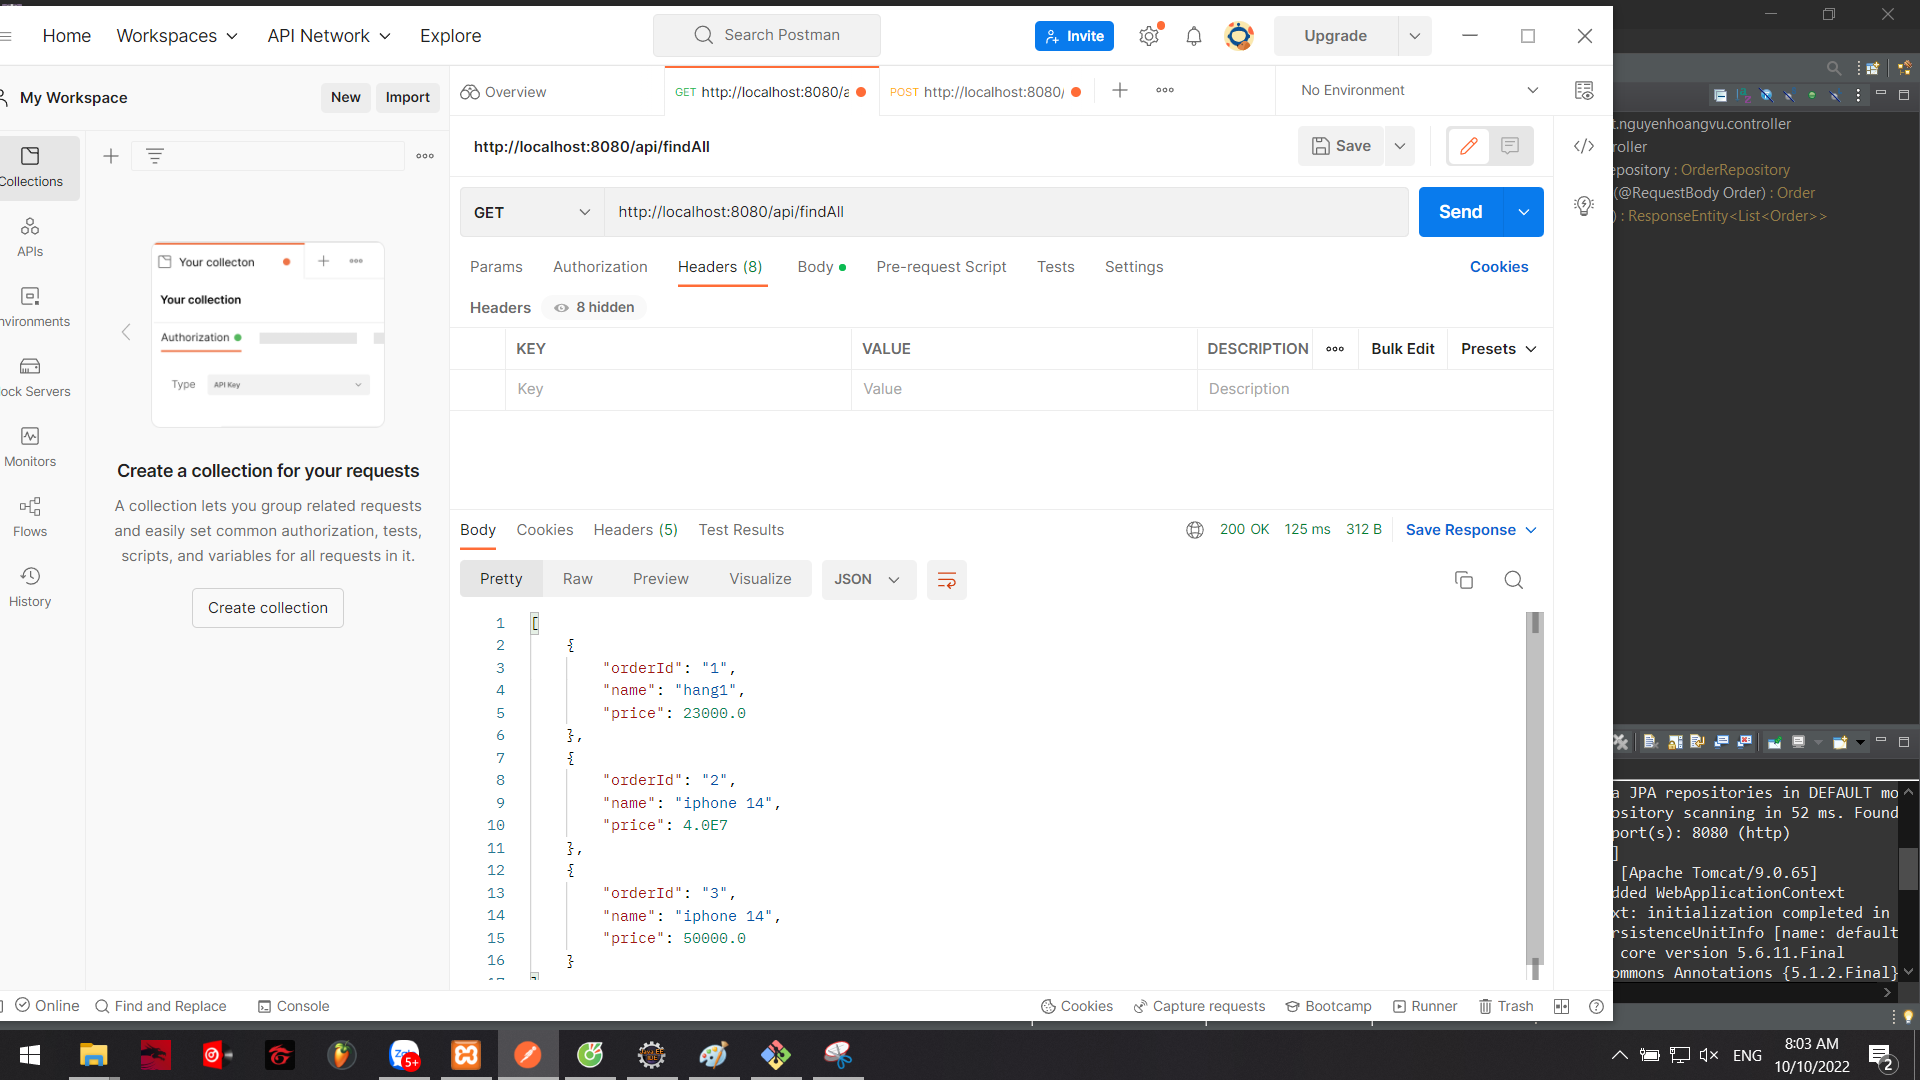 Home
Workspaces
API Network
Explore
Search Postman
Invite
Upgrade
My Workspace
New
Import
Overview
GET http://localhost:8080/a
POST http://localhost:8080/
No Environment
Collections
APIs
nvironments
ock Servers
Monitors
Flows
History
Your collecton
Your collection
Authorization
Type
API Key
Create a collection for your requests
A collection lets you group related requests
and easily set common authorization, tests,
scripts, and variables for all requests in it.
Create collection
http://localhost:8080/api/findAll
Save
GET
http://localhost:8080/api/findAll
Send
Params
Authorization
Headers (8)
Body
Pre-request Script
Tests
Settings
Cookies
Headers
8 hidden
KEY
VALUE
DESCRIPTION
Bulk Edit
Presets
Key
Value
Description
Body
Cookies
Headers (5)
Test Results
200 OK
125 ms
312 B
Save Response
Pretty
Raw
Preview
Visualize
JSON
1 [
2 {
3 "orderId": "1",
4 "name": "hang1",
5 "price": 23000.0
6 },
7 {
8 "orderId": "2",
9 "name": "iphone 14",
10 "price": 4.0E7
11 },
12 {
13 "orderId": "3",
14 "name": "iphone 14",
15 "price": 50000.0
16 }
t.nguyenhoangvu.controller
roller
epository : OrderRepository
(@RequestBody Order) : Order
) : ResponseEntity<List<Order>>
a JPA repositories in DEFAULT mo
ository scanning in 52 ms. Found
port(s): 8080 (http)
]
[Apache Tomcat/9.0.65]
dded WebApplicationContext
xt: initialization completed in
rsistenceUnitInfo [name: default
core version 5.6.11.Final
ommons Annotations {5.1.2.Final}
Online
Find and Replace
Console
Cookies
Capture requests
Bootcamp
Runner
Trash
5+
ENG
8:03 AM
10/10/2022
2